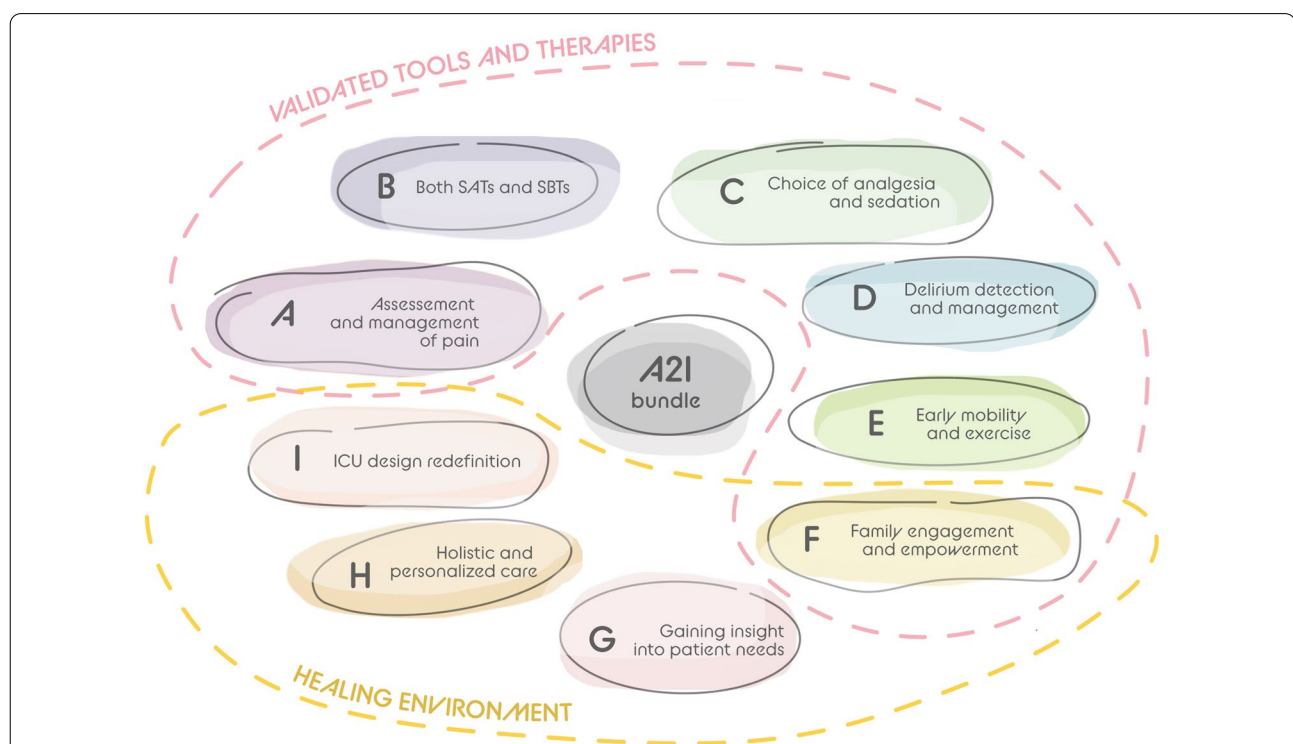 VALIDATED TOOLS AND THERAPIES
B Both SATs and SBTs
C Choice of analgesia
and sedation
A Assessement
and management
of pain
D Delirium detection
and management
A2I
bundle
E Early mobility
and exercise
I ICU design redefinition
F Family engagement
and empowerment
H Holistic and
personalized care
G Gaining insight
into patient needs
HEALING ENVIRONMENT